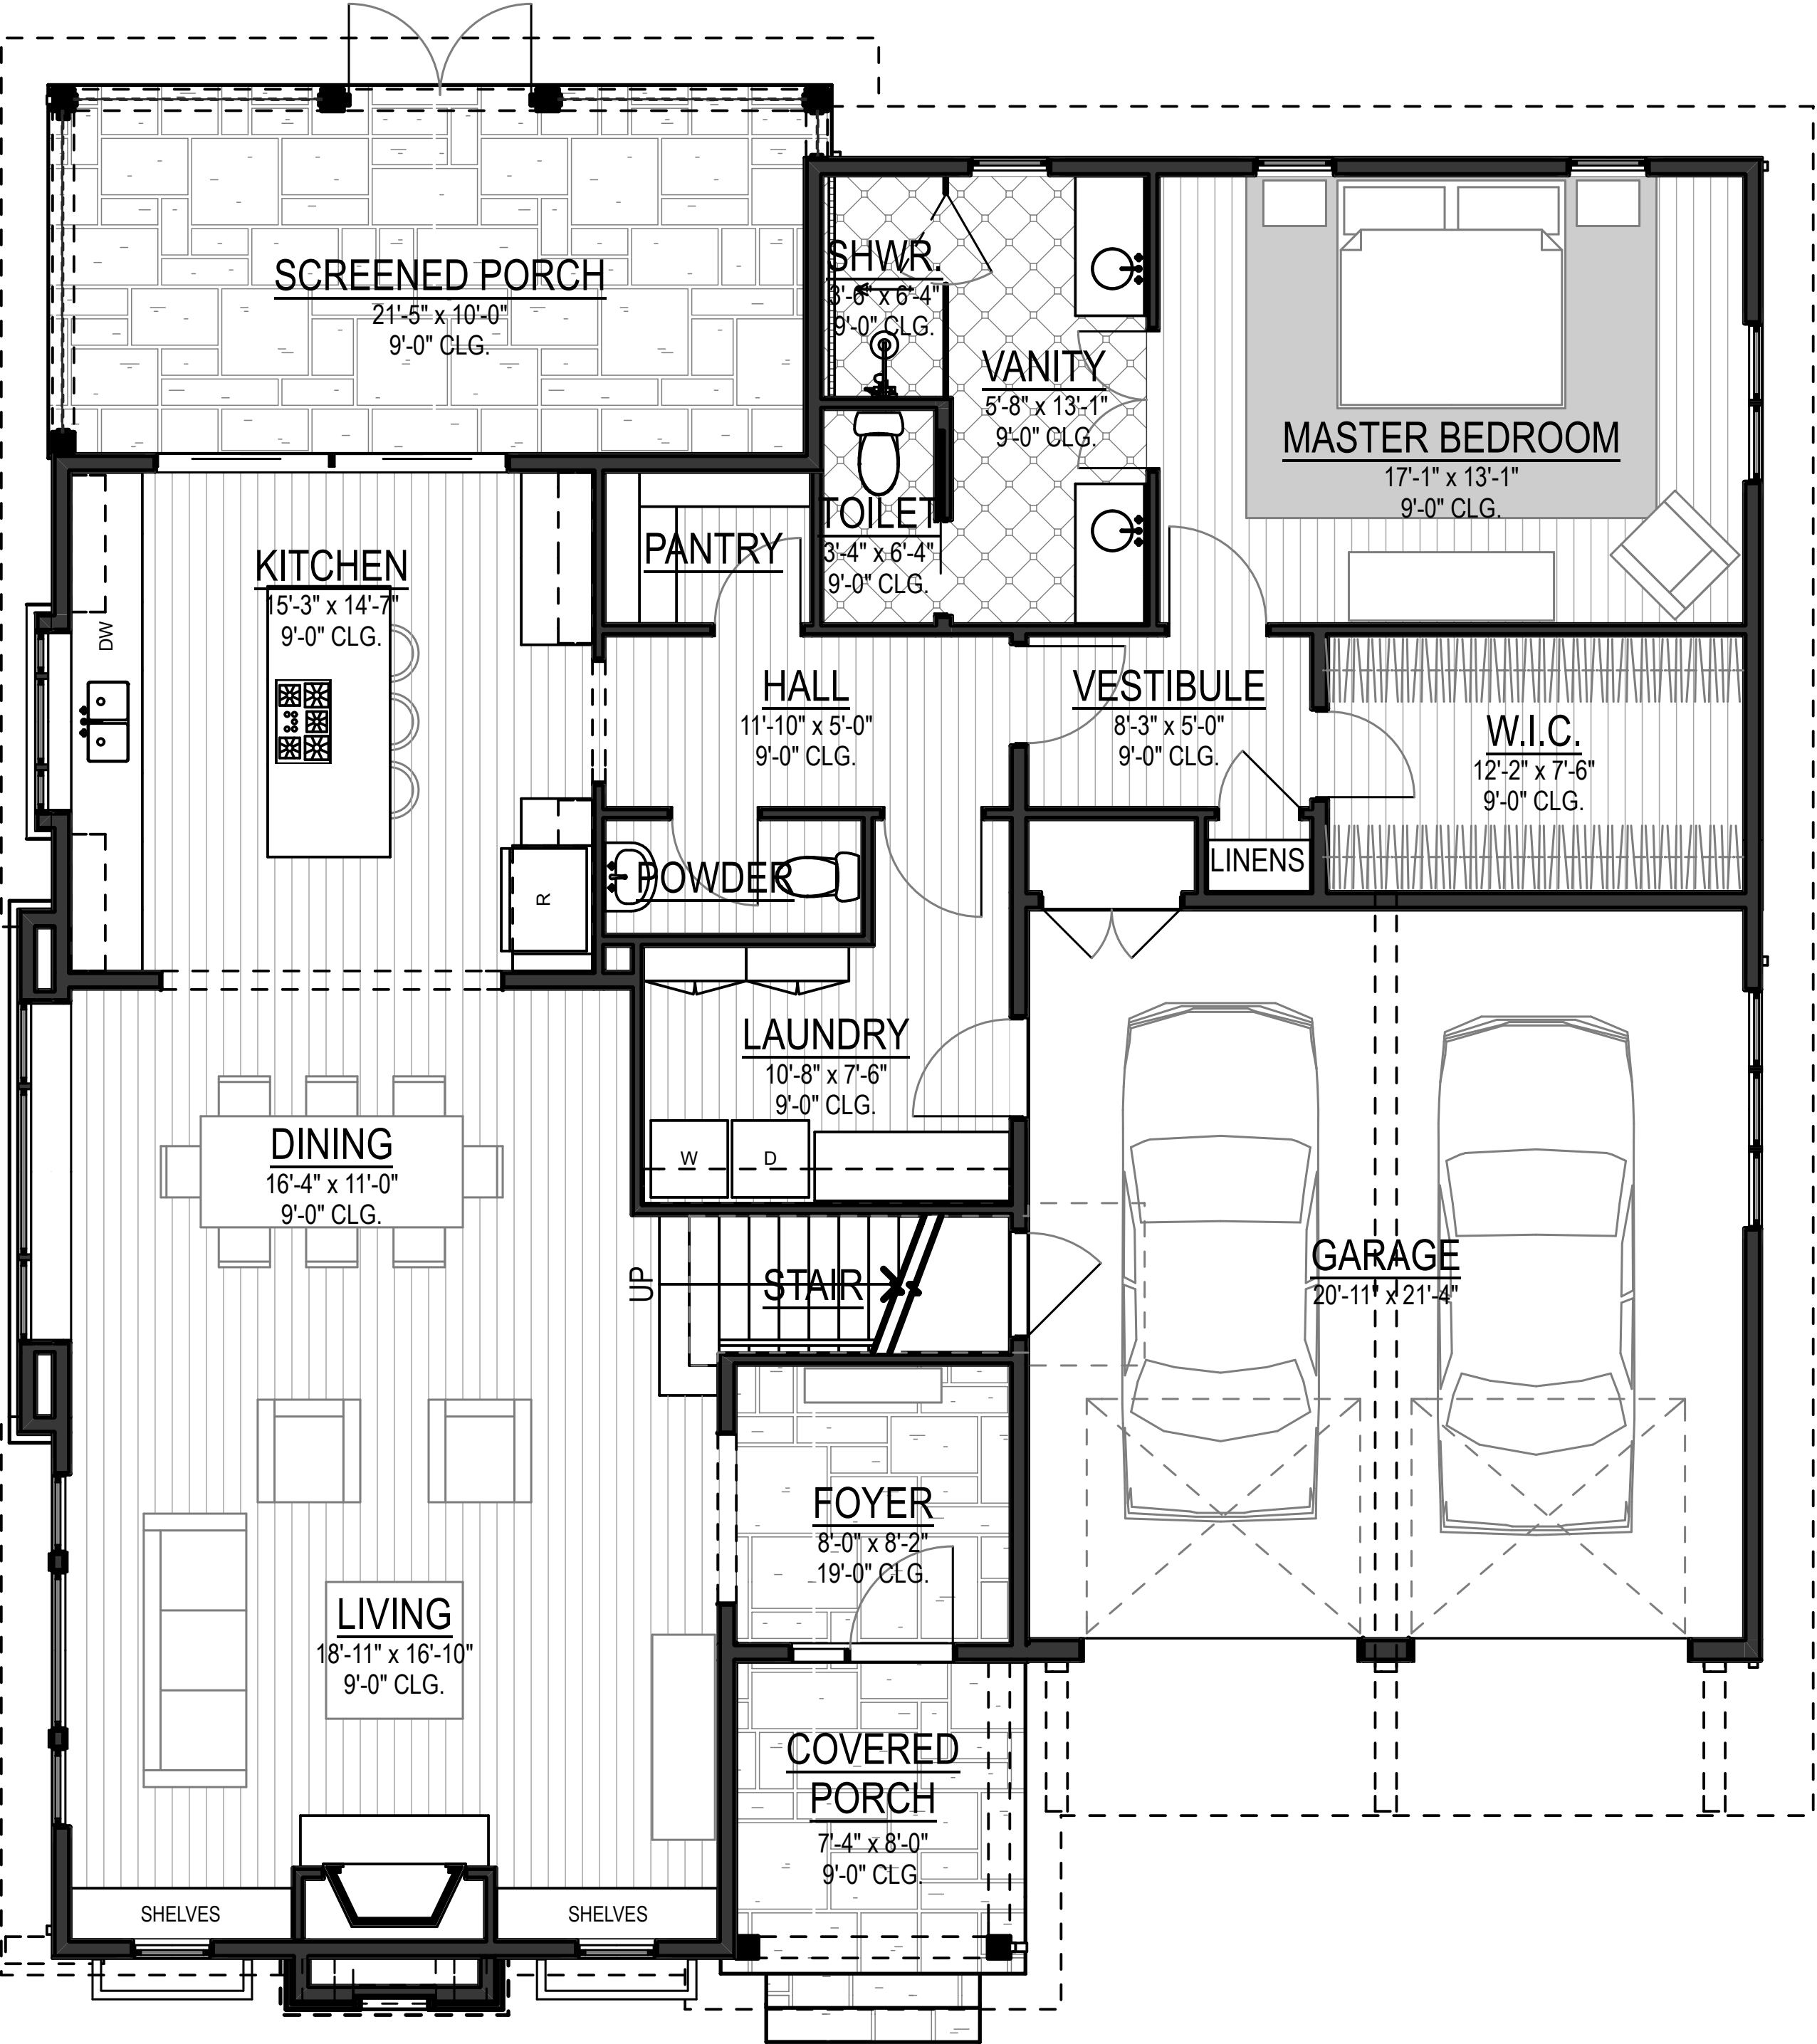 SCREENED PORCH
21'-5" x 10'-0"
9'-0" CLG.
SHWR.
3'-6" x 6'-4"
9'-0" CLG.
VANITY
5'-8" x 13'-1"
9'-0" CLG.
MASTER BEDROOM
17'-1" x 13'-1"
9'-0" CLG.
TOILET
3'-4" x 6'-4"
9'-0" CLG.
PANTRY
KITCHEN
15'-3" x 14'-7"
9'-0" CLG.
DW
HALL
11'-10" x 5'-0"
9'-0" CLG.
VESTIBULE
8'-3" x 5'-0"
9'-0" CLG.
W.I.C.
12'-2" x 7'-6"
9'-0" CLG.
LINENS
POWDER
R
LAUNDRY
10'-8" x 7'-6"
9'-0" CLG.
W
D
DINING
16'-4" x 11'-0"
9'-0" CLG.
UP
STAIR
GARAGE
20'-11" x 21'-4"
FOYER
8'-0" x 8'-2"
19'-0" CLG.
LIVING
18'-11" x 16'-10"
9'-0" CLG.
COVERED
PORCH
7'-4" x 8'-0"
9'-0" CLG.
SHELVES
SHELVES